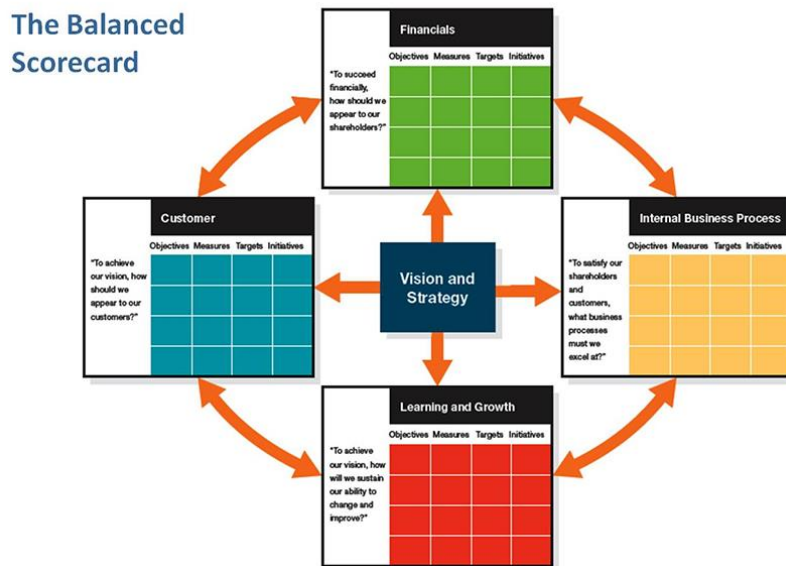 The Balanced
Scorecard
Financials
Objectives Measures Targets Initiatives
"To succeed
financially,
how should we
appear to our
shareholders?"
Customer
Objectives Measures Targets Initiatives
"To achieve
our vision, how
should we
appear to our
customers?"
Vision and
Strategy
Internal Business Process
Objectives Measures Targets Initiatives
"To satisfy our
shareholders
and
customers,
what business
processes
must we
excel at?"
Learning and Growth
Objectives Measures Targets Initiatives
"To achieve
our vision, how
will we sustain
our ability to
change and
improve?"